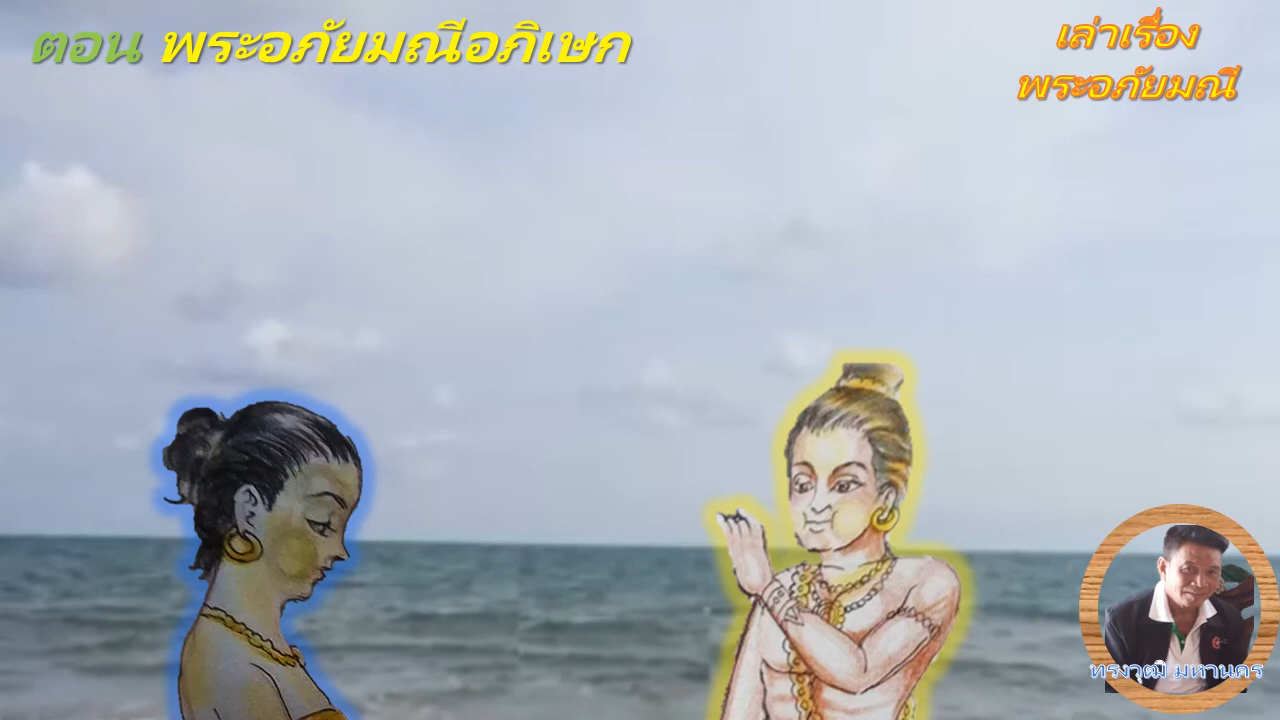 ตอน พระอภัยมณีอภิเษก
เล่าเรื่อง
พระอภัยมณี
ทรงวุฒิ มหานคร